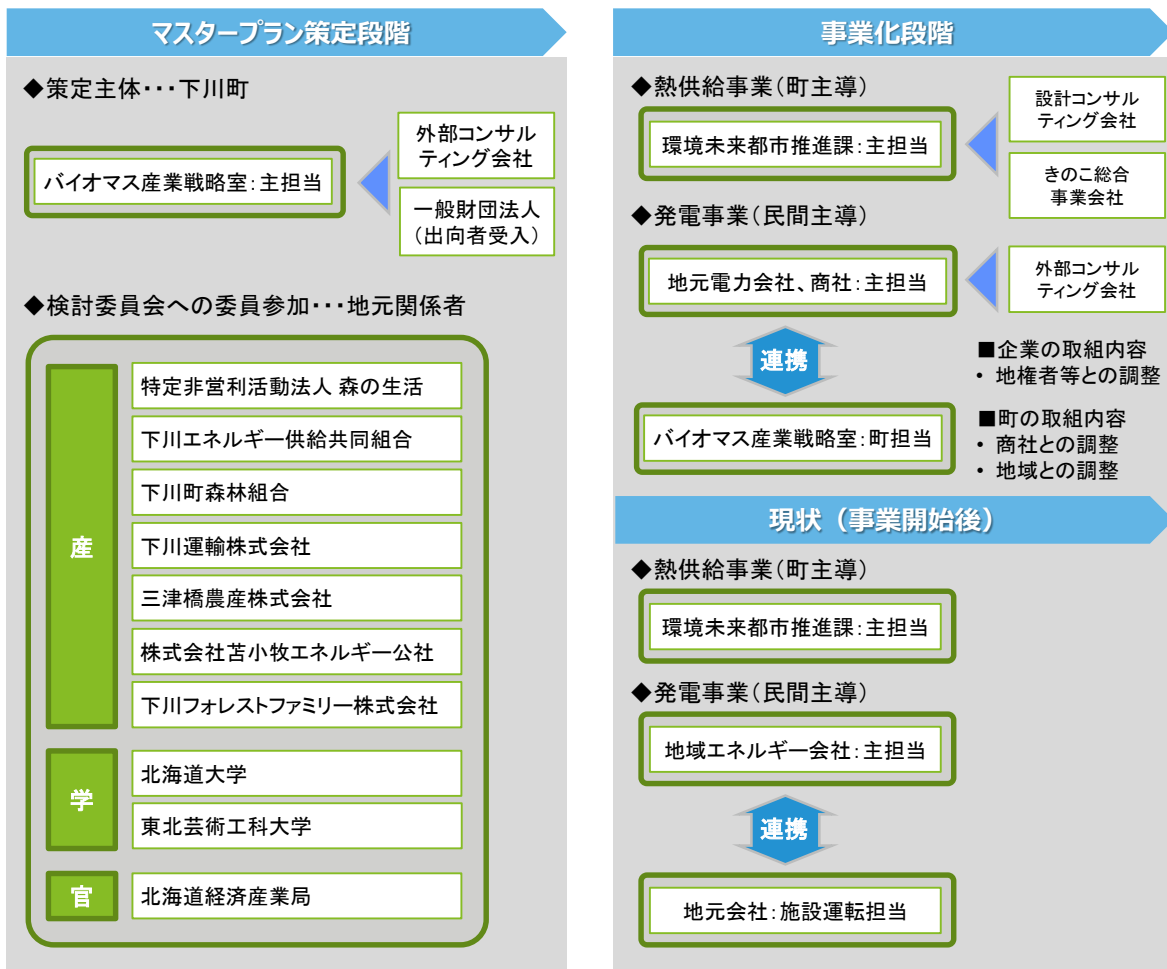 マスタープラン策定段階
◆策定主体・・・下川町
バイオマス産業戦略室：主担当
外部コンサル
ティング会社
一般財団法人
（出向者受入）
◆検討委員会への委員参加・・・地元関係者
産
特定非営利活動法人 森の生活
下川エネルギー供給共同組合
下川町森林組合
下川運輸株式会社
三津橋農産株式会社
株式会社苫小牧エネルギー公社
下川フォレストファミリー株式会社
学
北海道大学
東北芸術工科大学
官
北海道経済産業局
事業化段階
◆熱供給事業（町主導）
環境未来都市推進課：主担当
設計コンサル
ティング会社
きのこ総合
事業会社
◆発電事業（民間主導）
地元電力会社、商社：主担当
外部コンサル
ティング会社
連携
バイオマス産業戦略室：町担当
■企業の取組内容
・ 地権者等との調整
■町の取組内容
・ 商社との調整
・ 地域との調整
現状（事業開始後）
◆熱供給事業（町主導）
環境未来都市推進課：主担当
◆発電事業（民間主導）
地域エネルギー会社：主担当
連携
地元会社：施設運転担当